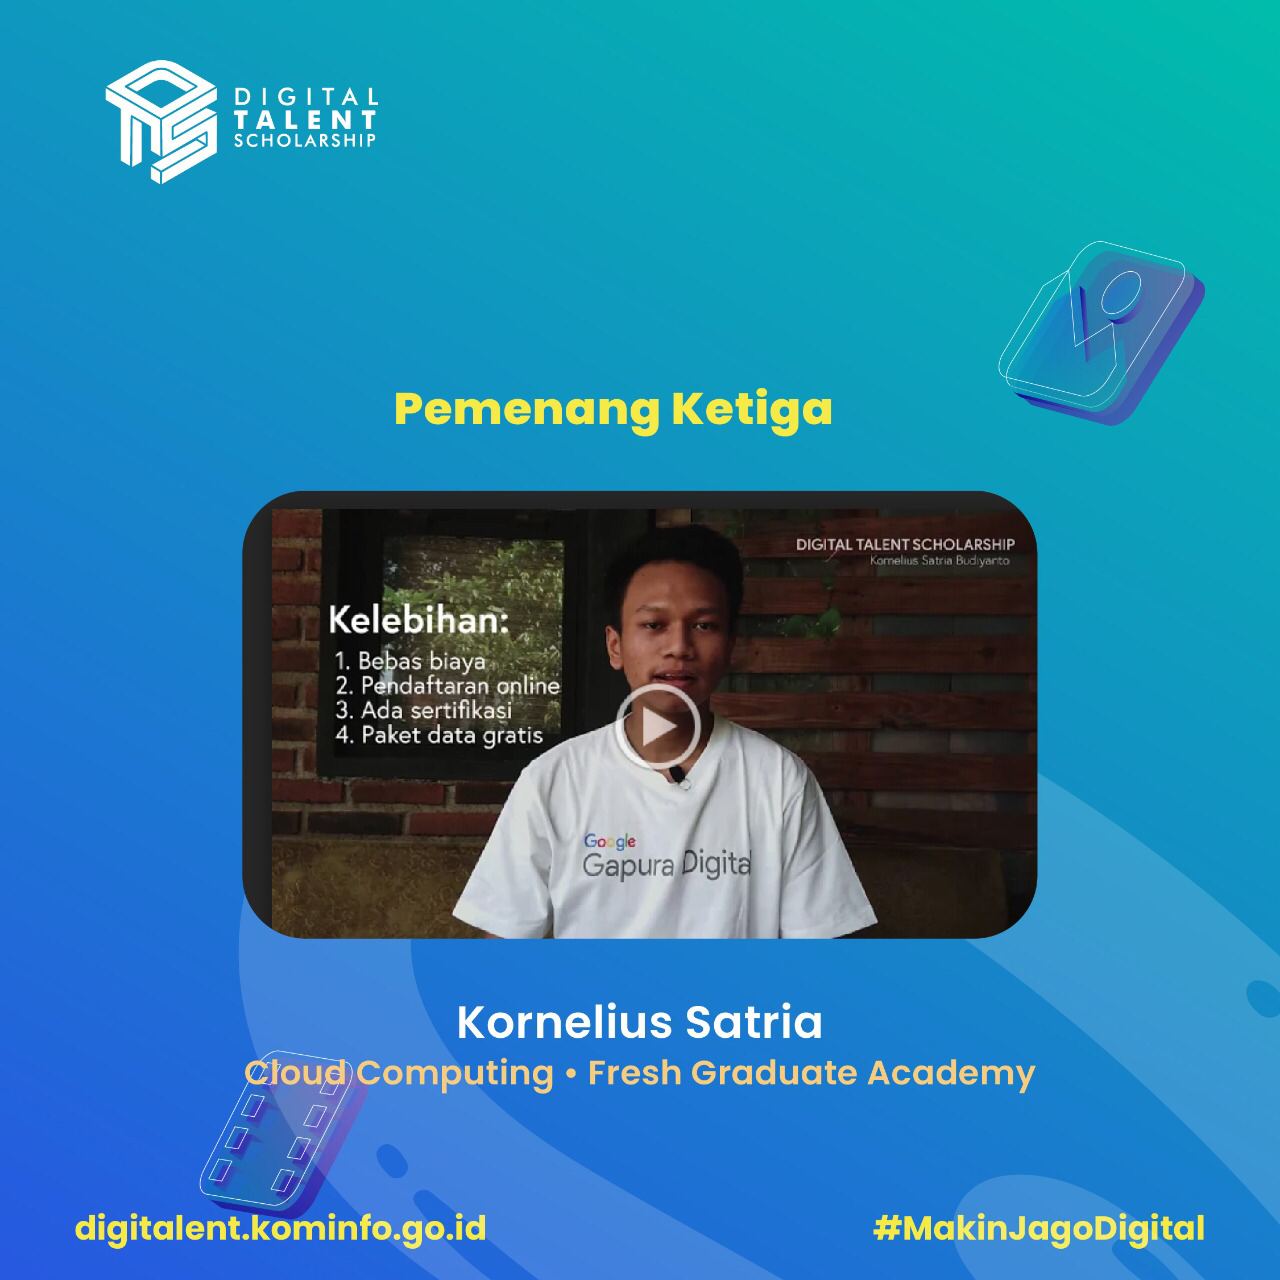 DIGITAL
TALENT
SCHOLARSHIP
Pemenang Ketiga
DIGITAL TALENT SCHOLARSHIP
Kornelius Satria Budiyanto
Kelebihan:
1. Bebas biaya
2. Pendaftaran online
3. Ada sertifikasi
4. Paket data gratis
Google
Gapura Digital
Kornelius Satria
Cloud Computing • Fresh Graduate Academy
digitalent.kominfo.go.id
#MakinJagoDigital